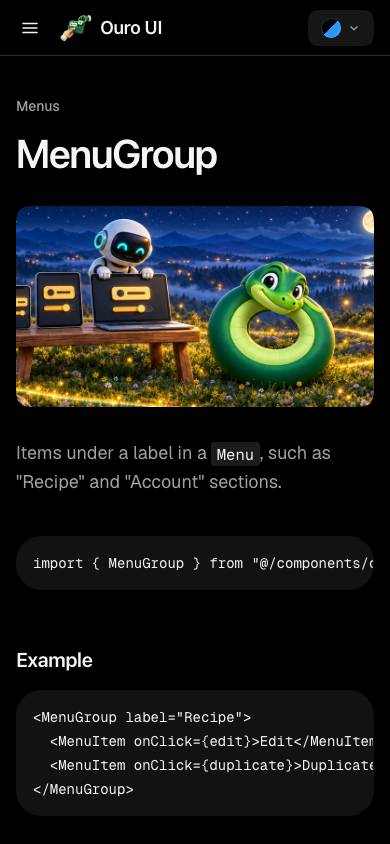 Ouro UI
Menus
MenuGroup
Items under a label in a Menu, such as
"Recipe" and "Account" sections.
import { MenuGroup } from "@/components/
Example
<MenuGroup label="Recipe">
<MenuItem onClick={edit}>Edit</MenuItem
<MenuItem onClick={duplicate}>Duplicate
</MenuGroup>